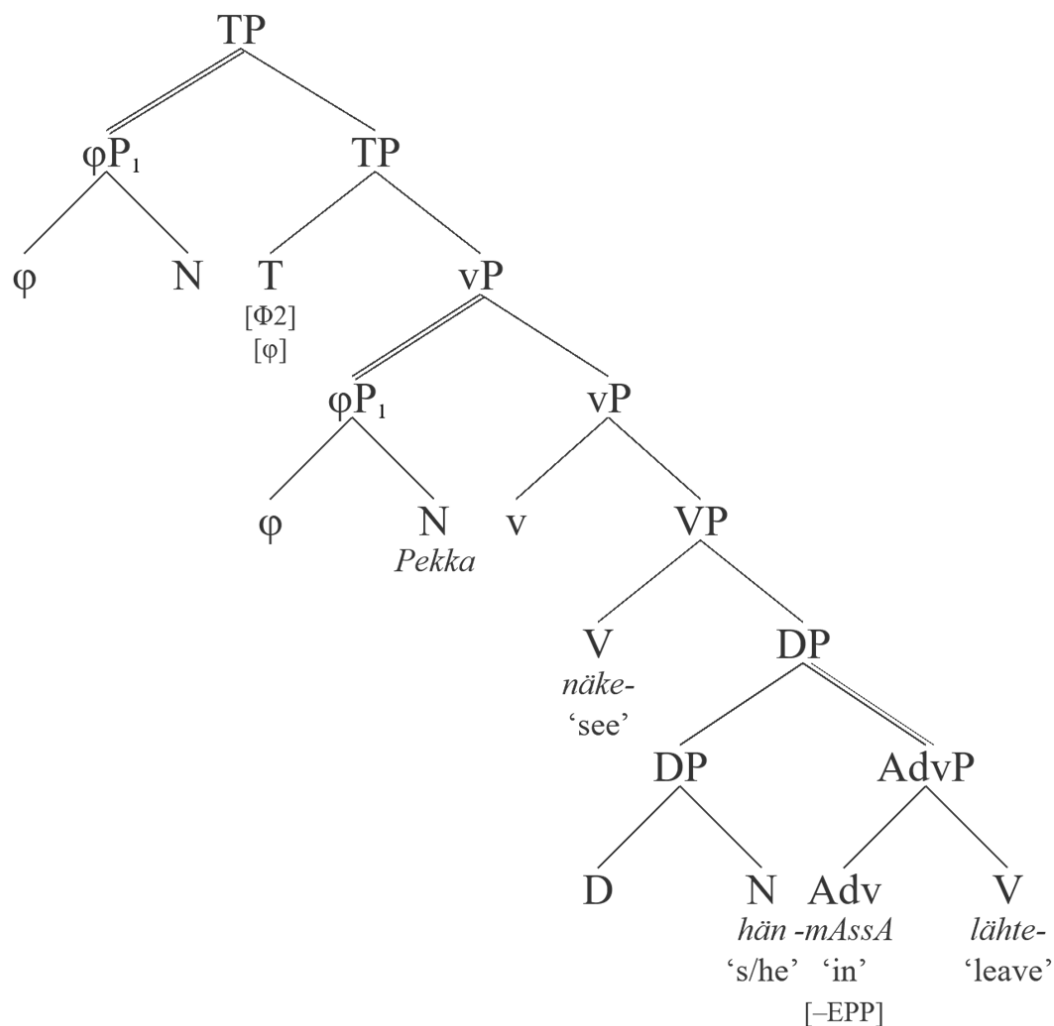 TP
φP₁ TP
φ N T vP
[Φ2]
[φ]
φP₁ vP
φ N v VP
Pekka
V DP
näke-
‘see’
DP AdvP
D N Adv V
hän -mAssA lähte-
‘s/he’ ‘in’ ‘leave’
[–EPP]